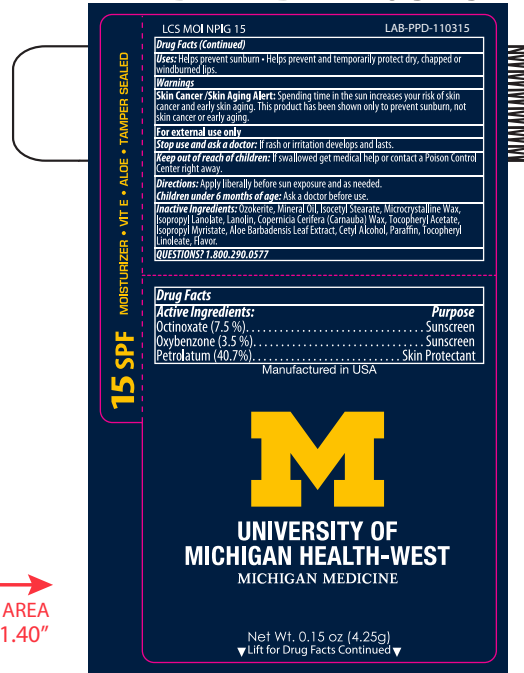 LCS MOI NPIG 15 LAB-PPD-110315
Drug Facts (Continued)
Uses: Helps prevent sunburn • Helps prevent and temporarily protect dry, chapped or
windburned lips.
Warnings
Skin Cancer /Skin Aging Alert: Spending time in the sun increases your risk of skin
cancer and early skin aging. This product has been shown only to prevent sunburn, not
skin cancer or early aging.
For external use only
Stop use and ask a doctor: If rash or irritation develops and lasts.
Keep out of reach of children: If swallowed get medical help or contact a Poison Control
Center right away.
Directions: Apply liberally before sun exposure and as needed.
Children under 6 months of age: Ask a doctor before use.
Inactive Ingredients: Ozokerite, Mineral Oil, Isocetyl Stearate, Microcrystalline Wax,
Isopropyl Lanolate, Lanolin, Copernicia Cerifera (Carnauba) Wax, Tocopheryl Acetate,
Isopropyl Myristate, Aloe Barbadensis Leaf Extract, Cetyl Alcohol, Paraffin, Tocopheryl
Linoleate, Flavor.
QUESTIONS? 1.800.290.0577
15 SPF MOISTURIZER • VIT E • ALOE • TAMPER SEALED
Drug Facts
Active Ingredients: Purpose
Octinoxate (7.5 %)............................Sunscreen
Oxybenzone (3.5 %)............................Sunscreen
Petrolatum (40.7%)........................Skin Protectant
Manufactured in USA
M
UNIVERSITY OF
MICHIGAN HEALTH-WEST
MICHIGAN MEDICINE
AREA
1.40"
Net Wt. 0.15 oz (4.25g)
▼Lift for Drug Facts Continued▼